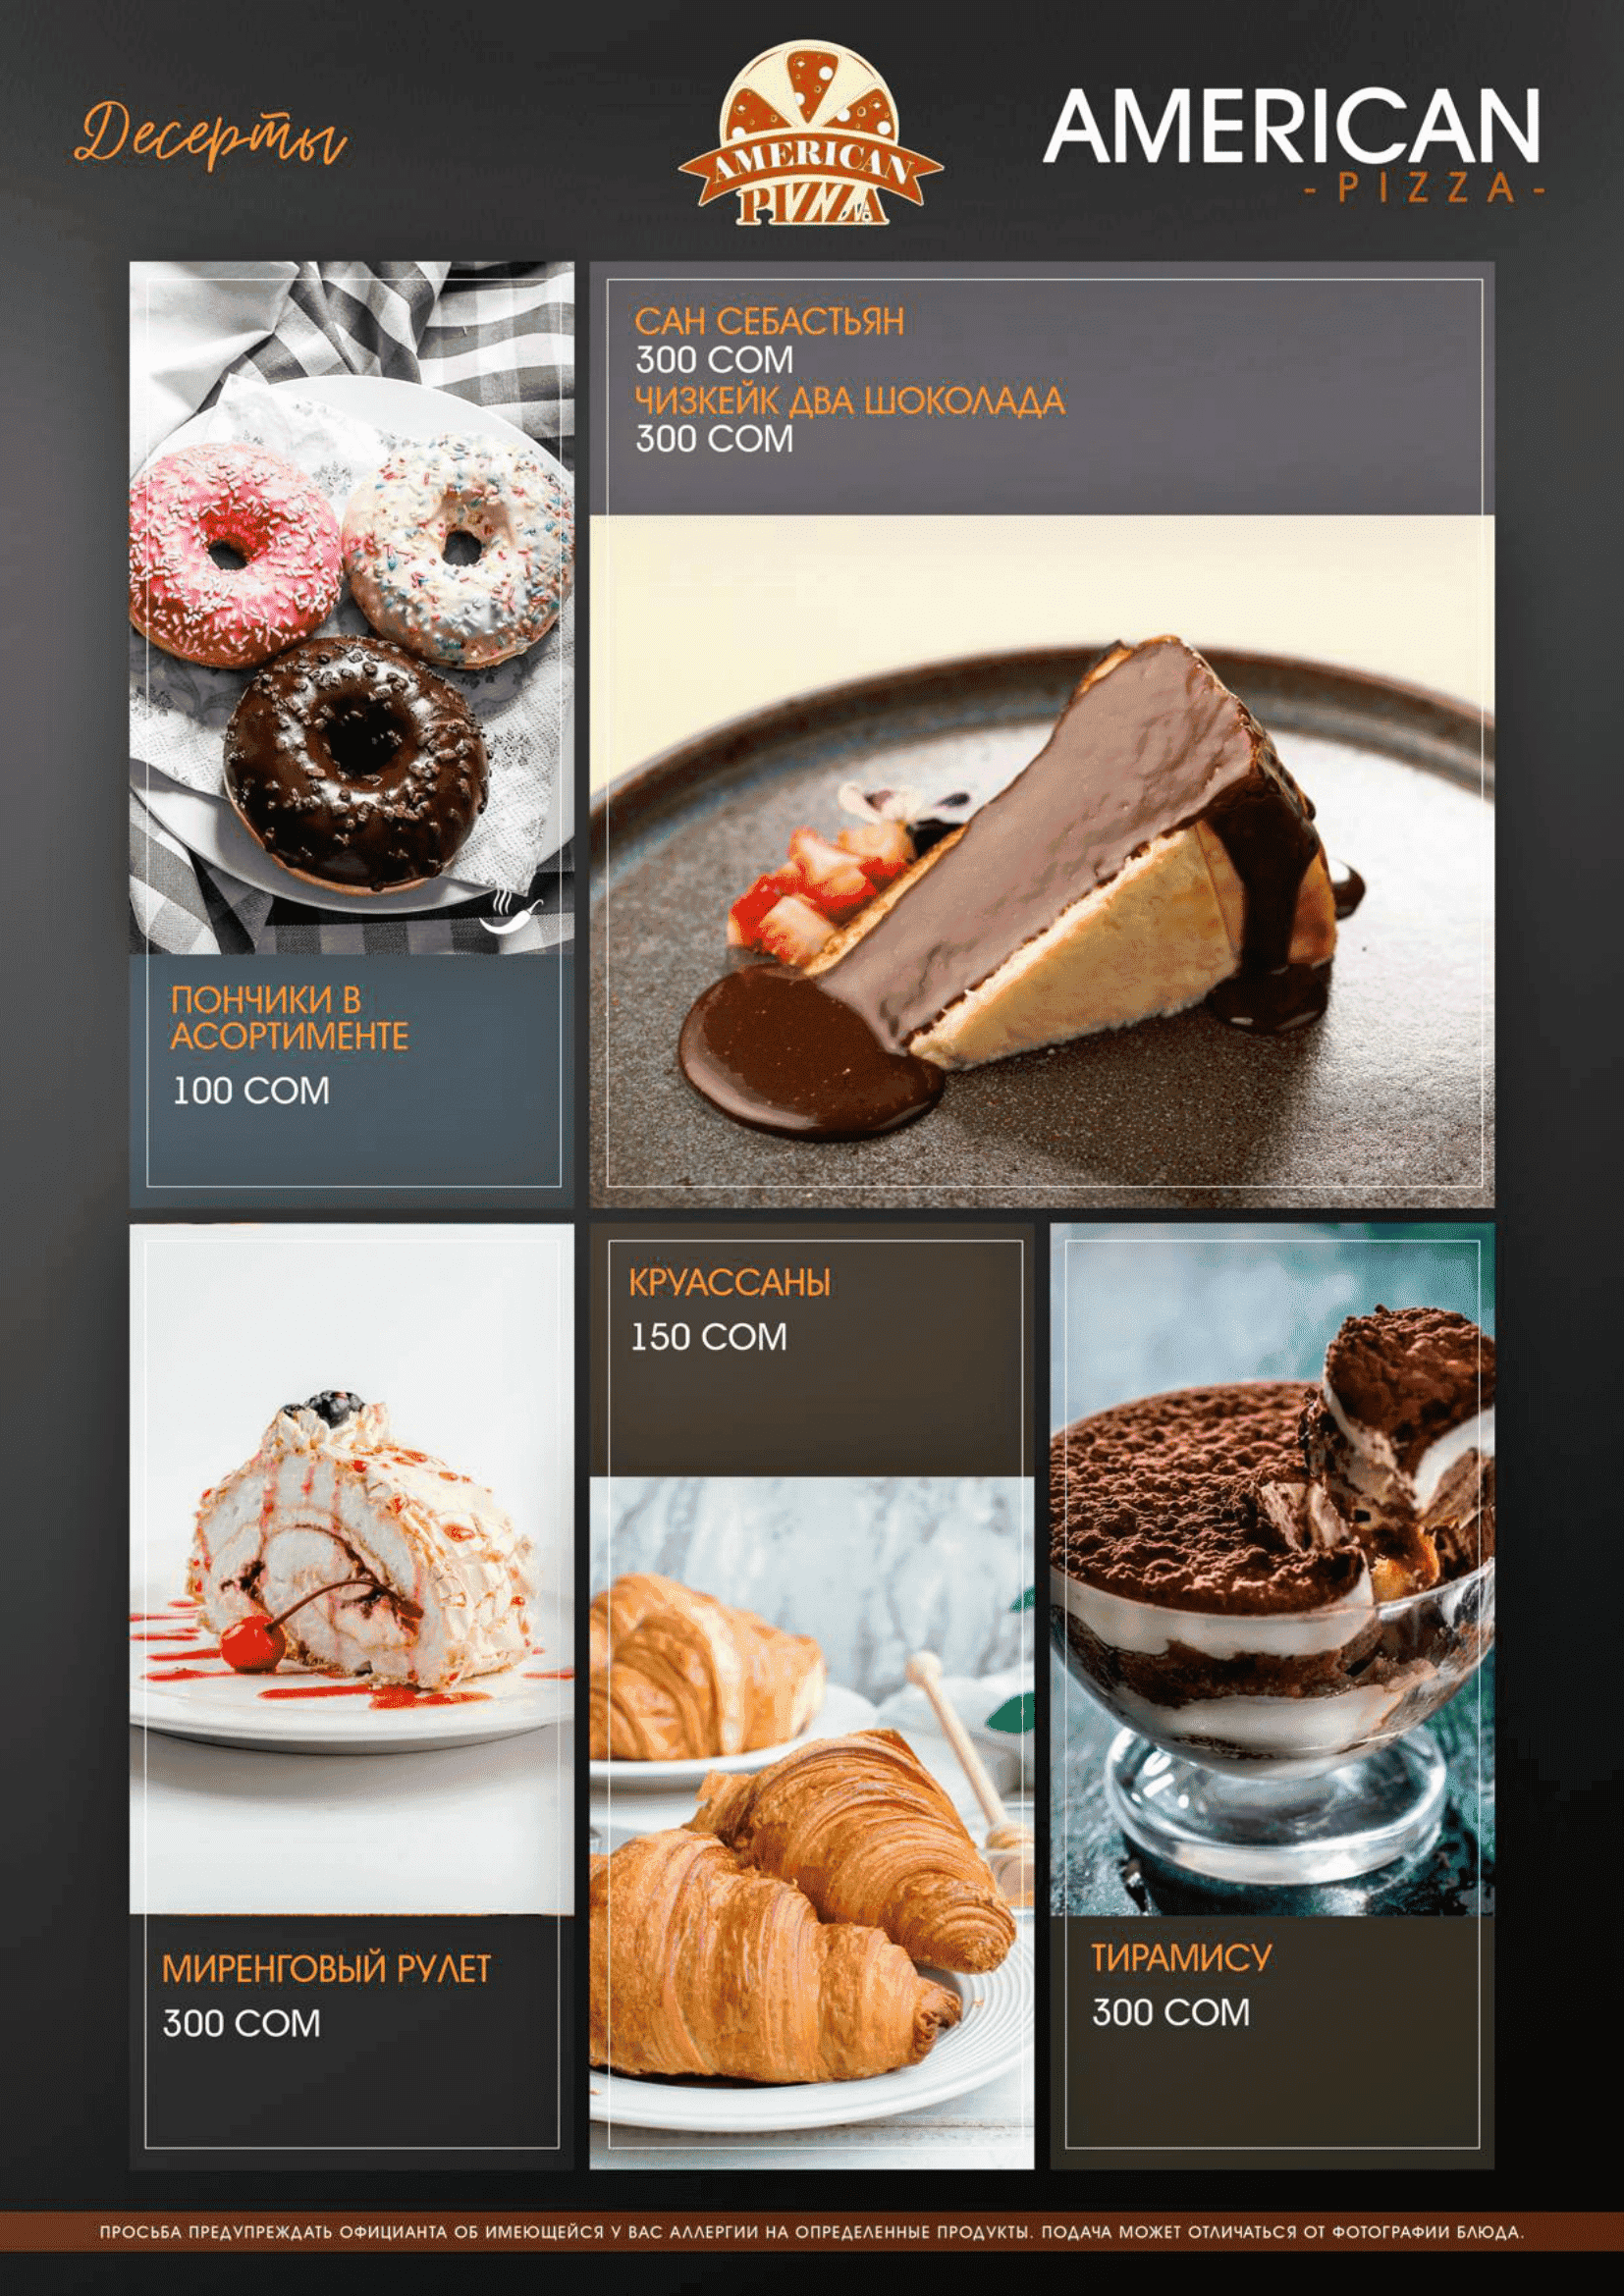 Десерты
AMERICAN
PIZZA
AMERICAN
-PIZZA-
САН СЕБАСТЬЯН
300 СОМ
ЧИЗКЕЙК ДВА ШОКОЛАДА
300 СОМ
ПОНЧИКИ В
АСОРТИМЕНТЕ
100 СОМ
КРУАССАНЫ
150 СОМ
МИРЕНГОВЫЙ РУЛЕТ
300 СОМ
ТИРАМИСУ
300 СОМ
ПРОСЬБА ПРЕДУПРЕЖДАТЬ ОФИЦИАНТА ОБ ИМЕЮЩЕЙСЯ У ВАС АЛЛЕРГИИ НА ОПРЕДЕЛЕННЫЕ ПРОДУКТЫ. ПОДАЧА МОЖЕТ ОТЛИЧАТЬСЯ ОТ ФОТОГРАФИИ БЛЮДА.